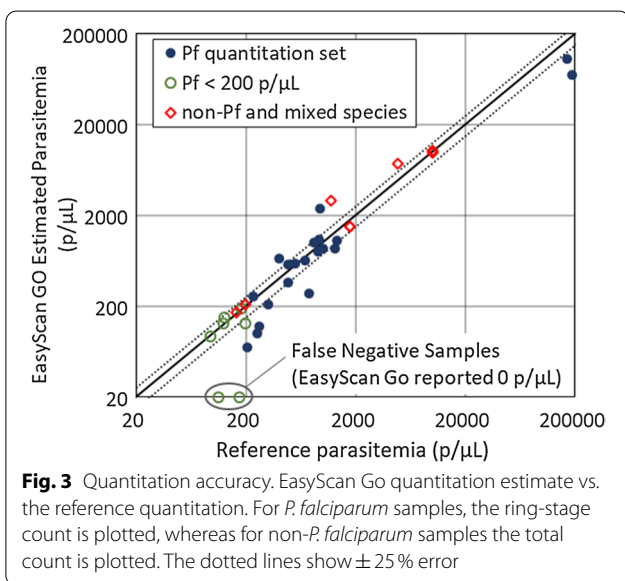 200000
20000
2000
200
20
EasyScan GO Estimated Parasitemia
(p/μL)
Pf quantitation set
Pf < 200 p/μL
non-Pf and mixed species
False Negative Samples
(EasyScan Go reported 0 p/μL)
20 200 2000 20000 200000
Reference parasitemia (p/μL)
Fig. 3 Quantitation accuracy. EasyScan Go quantitation estimate vs.
the reference quantitation. For P. falciparum samples, the ring-stage
count is plotted, whereas for non-P. falciparum samples the total
count is plotted. The dotted lines show ± 25% error